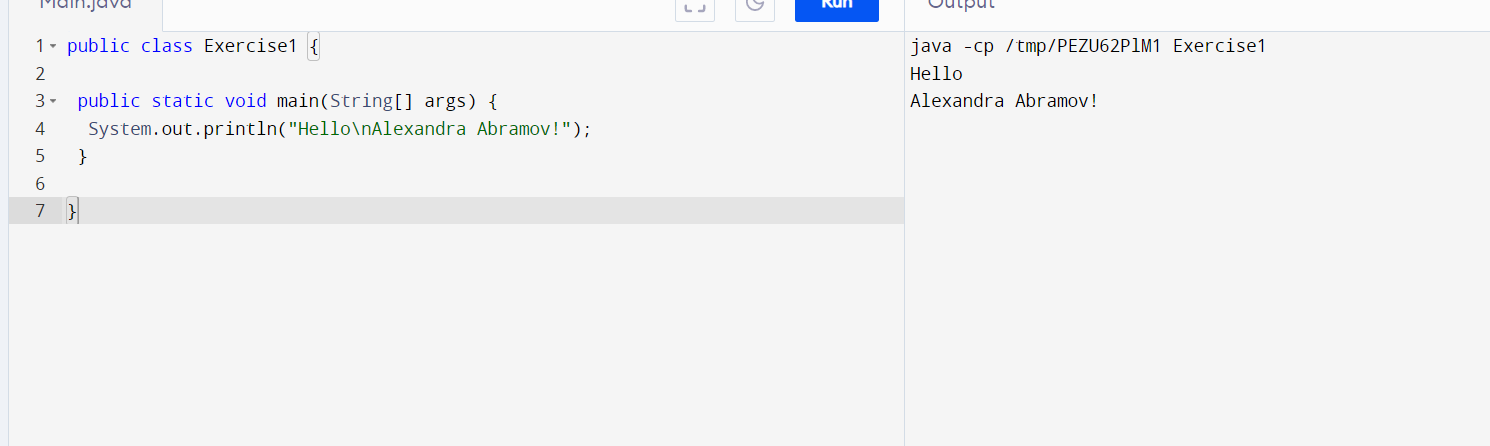 Main.java Run Output
1 public class Exercise1 {
2
3 public static void main(String[] args) {
4 System.out.println("Hello\nAlexandra Abramov!");
5 }
6
7 }
java -cp /tmp/PEZU62PlM1 Exercise1
Hello
Alexandra Abramov!